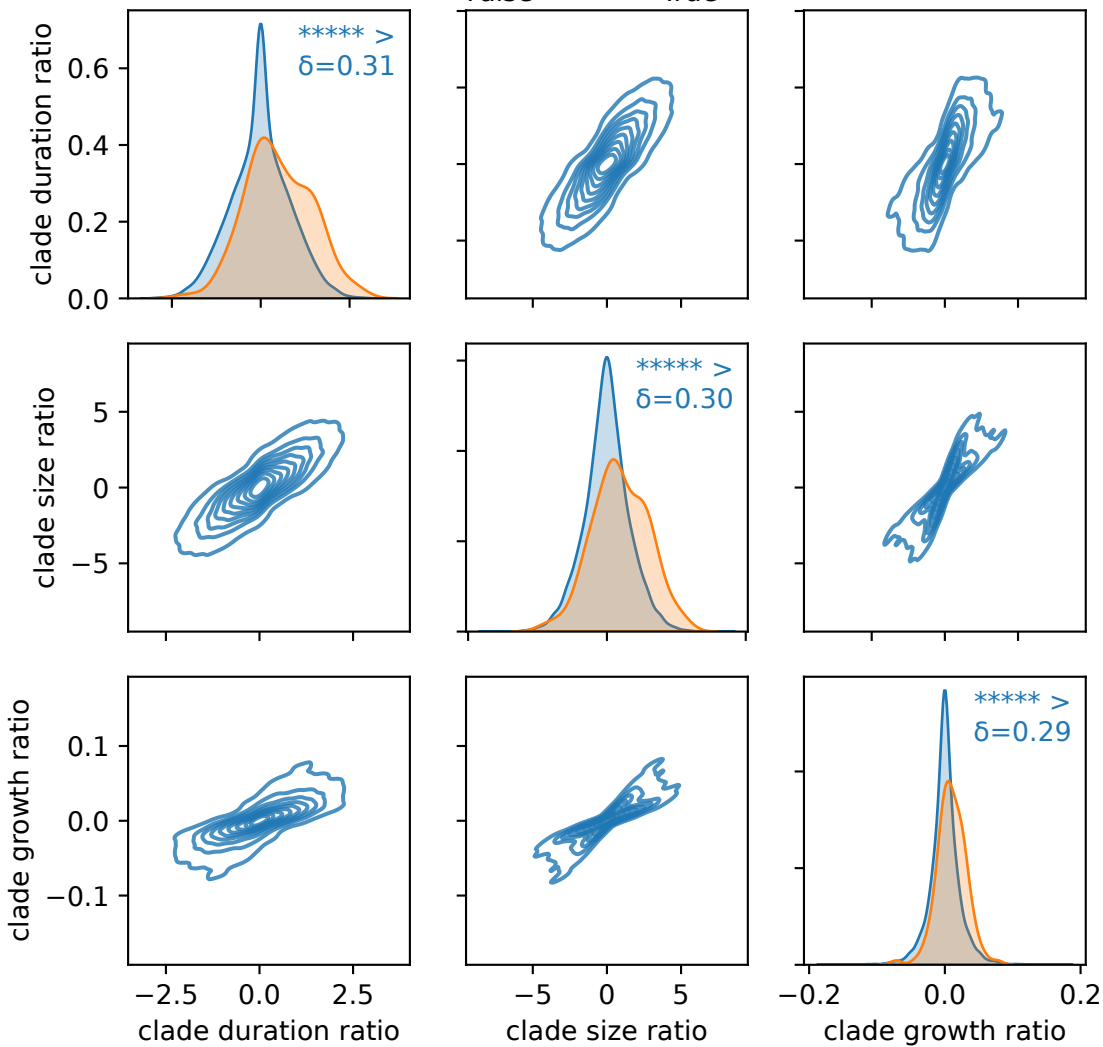 ***** >
δ=0.31
clade duration ratio
0.6
0.4
0.2
0.0
***** >
δ=0.30
clade size ratio
5
0
−5
***** >
δ=0.29
clade growth ratio
0.1
0.0
−0.1
−2.5 0.0 2.5
−5 0 5
−0.2 0.0 0.2
clade duration ratio
clade size ratio
clade growth ratio